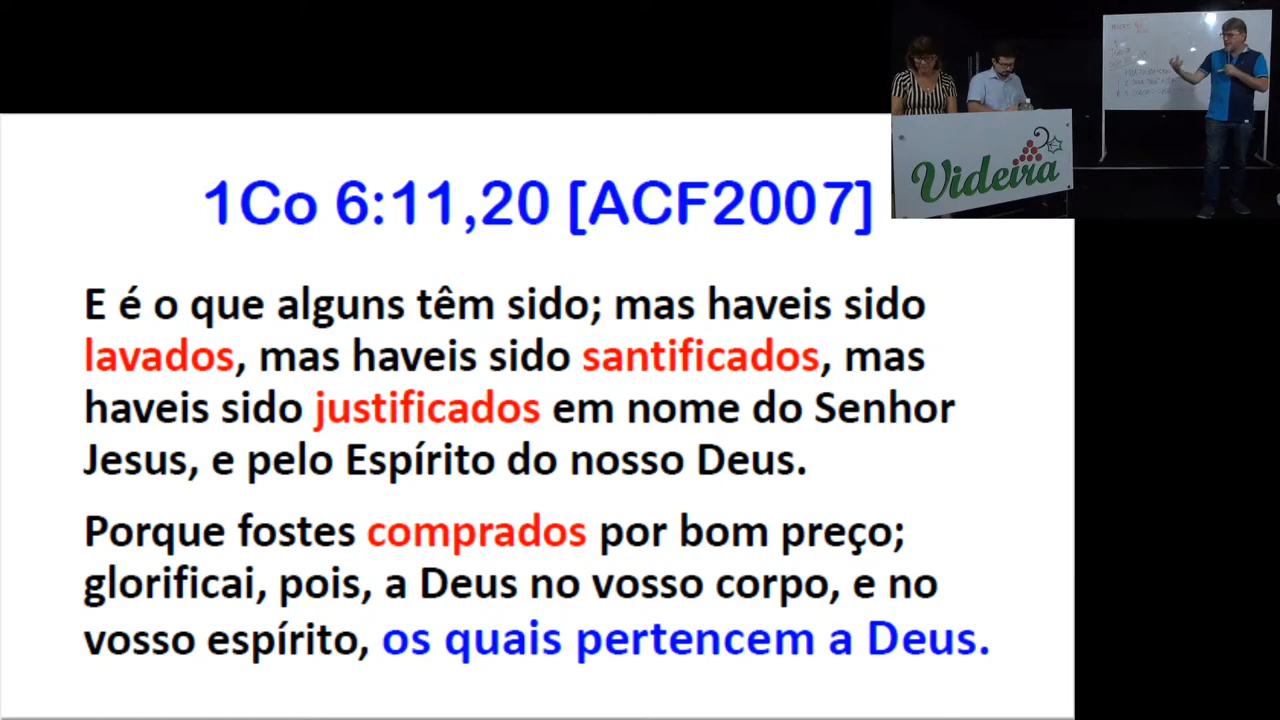 1Co 6:11,20 [ACF2007]
E é o que alguns têm sido; mas haveis sido
lavados, mas haveis sido santificados, mas
haveis sido justificados em nome do Senhor
Jesus, e pelo Espírito do nosso Deus.
Porque fostes comprados por bom preço;
glorificai, pois, a Deus no vosso corpo, e no
vosso espírito, os quais pertencem a Deus.
Videira